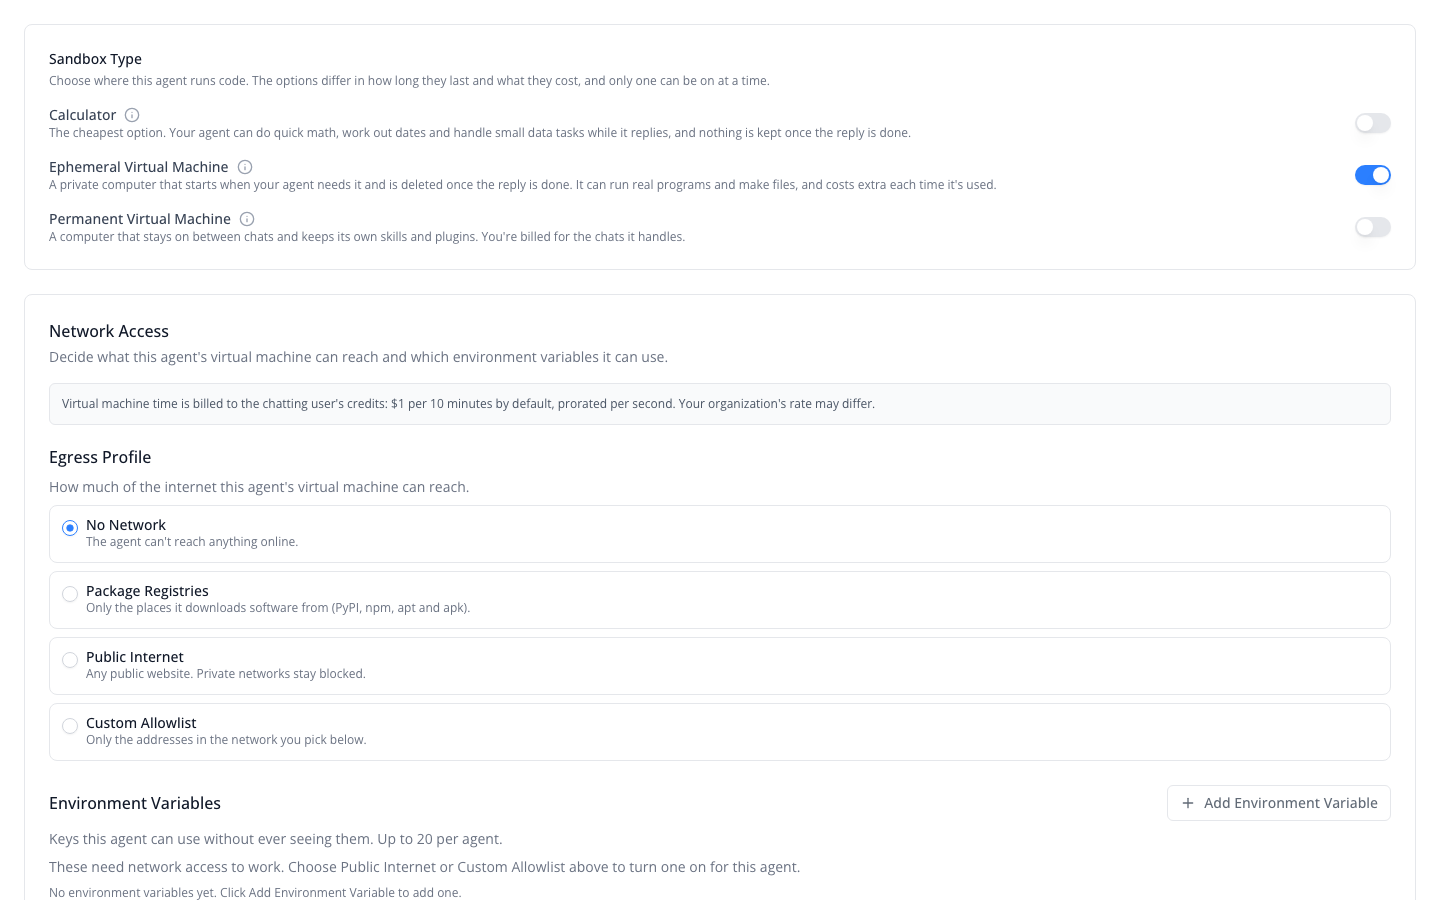 Sandbox Type
Choose where this agent runs code. The options differ in how long they last and what they cost, and only one can be on at a time.
Calculator
The cheapest option. Your agent can do quick math, work out dates and handle small data tasks while it replies, and nothing is kept once the reply is done.
Ephemeral Virtual Machine
A private computer that starts when your agent needs it and is deleted once the reply is done. It can run real programs and make files, and costs extra each time it's used.
Permanent Virtual Machine
A computer that stays on between chats and keeps its own skills and plugins. You're billed for the chats it handles.
Network Access
Decide what this agent's virtual machine can reach and which environment variables it can use.
Virtual machine time is billed to the chatting user's credits: $1 per 10 minutes by default, prorated per second. Your organization's rate may differ.
Egress Profile
How much of the internet this agent's virtual machine can reach.
No Network
The agent can't reach anything online.
Package Registries
Only the places it downloads software from (PyPI, npm, apt and apk).
Public Internet
Any public website. Private networks stay blocked.
Custom Allowlist
Only the addresses in the network you pick below.
Environment Variables
Add Environment Variable
Keys this agent can use without ever seeing them. Up to 20 per agent.
These need network access to work. Choose Public Internet or Custom Allowlist above to turn one on for this agent.
No environment variables yet. Click Add Environment Variable to add one.